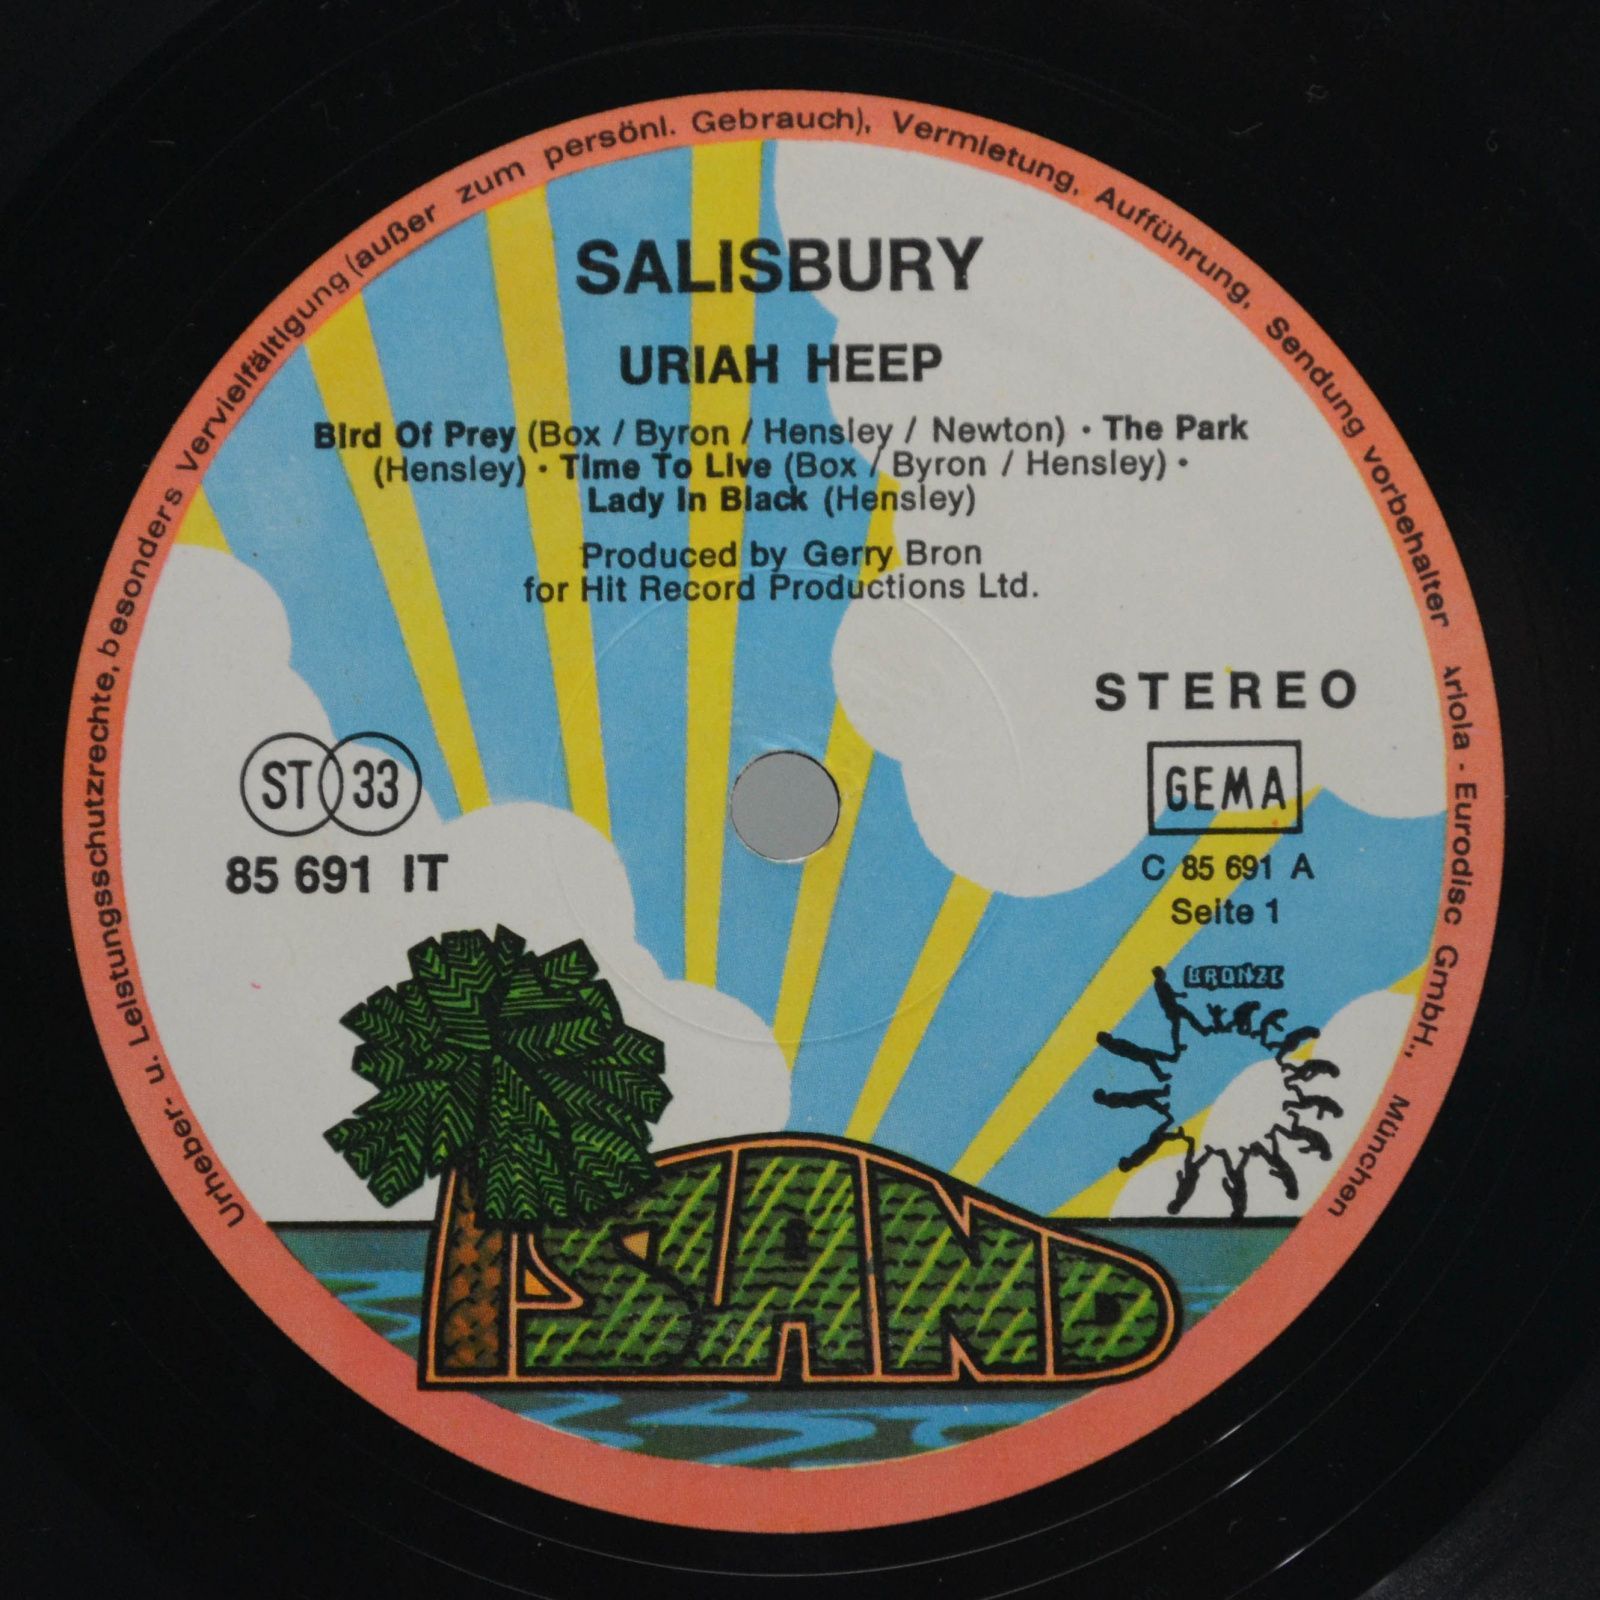 Urheber- u. Leistungsschutzrechte, besonders Vervielfältigung (außer zum persönl. Gebrauch), Vermietung, Aufführung, Sendung vorbehalten
Ariola - Eurodisc GmbH., München
SALISBURY
URIAH HEEP
Bird Of Prey (Box / Byron / Hensley / Newton) · The Park
(Hensley) · Time To Live (Box / Byron / Hensley) ·
Lady In Black (Hensley)
Produced by Gerry Bron
for Hit Record Productions Ltd.
STEREO
ST 33
GEMA
85 691 IT
C 85 691 A
Seite 1
BRONZE
ISLAND